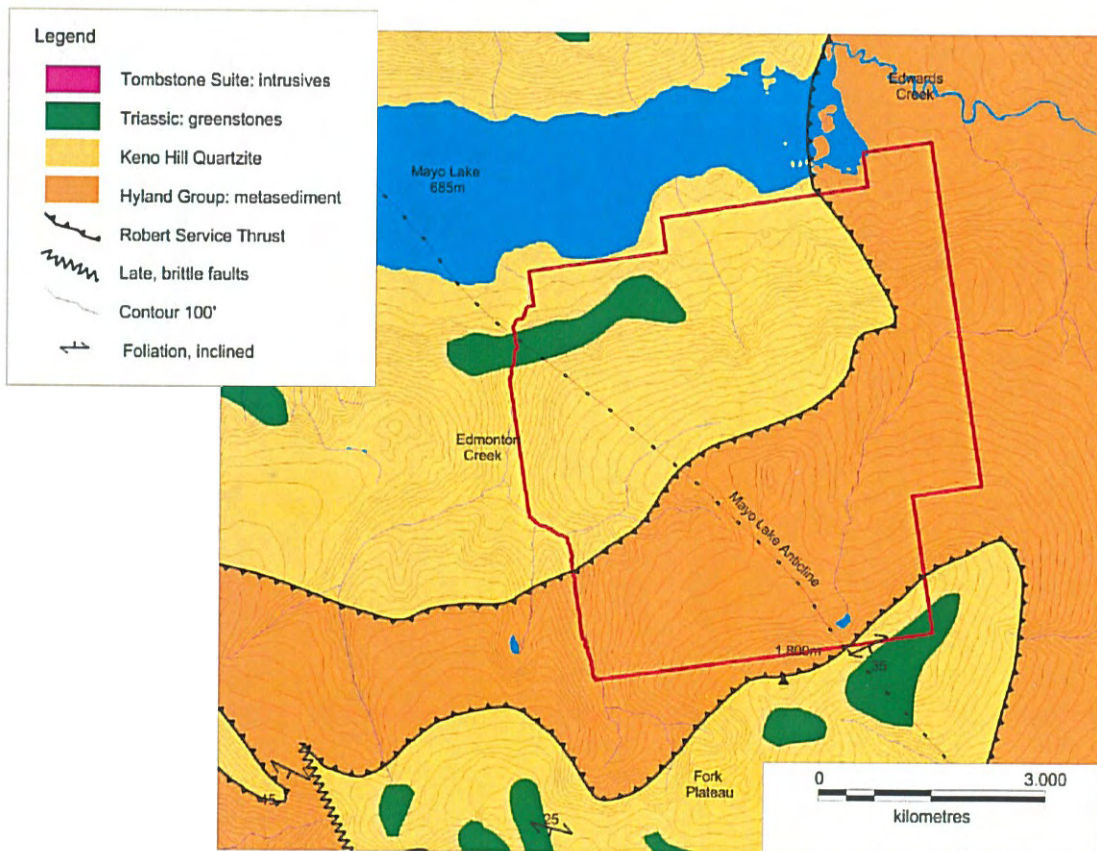 Legend
Tombstone Suite: intrusives
Triassic: greenstones
Keno Hill Quartzite
Hyland Group: metasediment
Robert Service Thrust
Late, brittle faults
Contour 100'
Foliation, inclined
Edwards
Creek
Mayo Lake
685m
Edmonton
Creek
Mayo Lake Anticline
1,800m
35
Fork
Plateau
45
25
0 3.000
kilometres